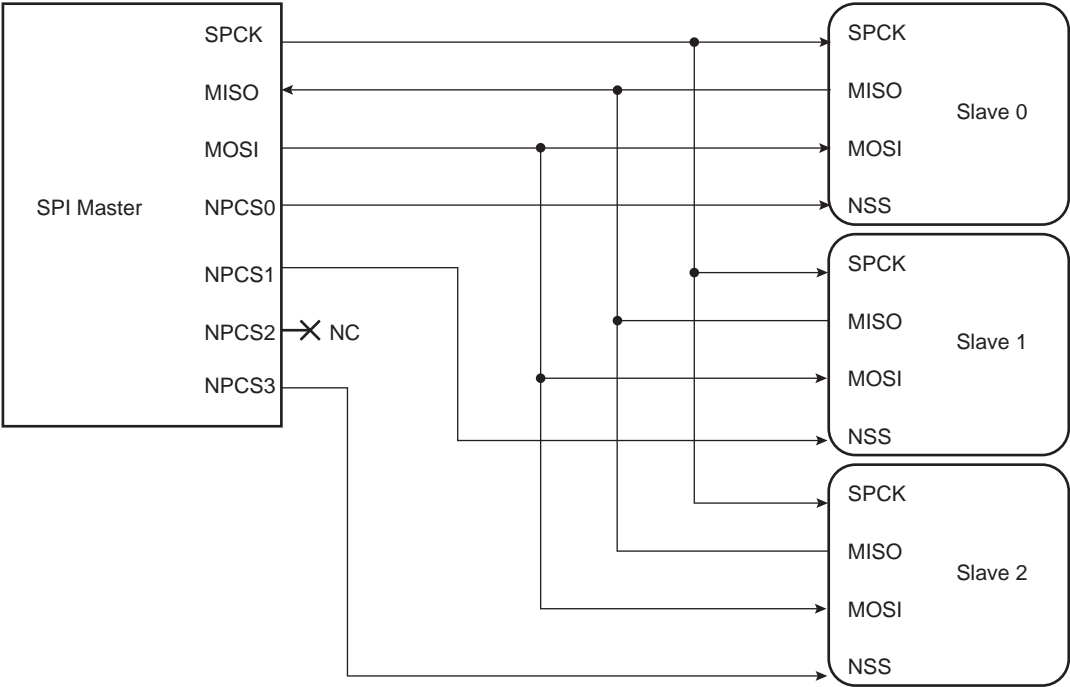 SPI Master
SPCK
MISO
MOSI
NPCS0
NPCS1
NPCS2
NC
NPCS3
SPCK
MISO
Slave 0
MOSI
NSS
SPCK
MISO
Slave 1
MOSI
NSS
SPCK
MISO
Slave 2
MOSI
NSS